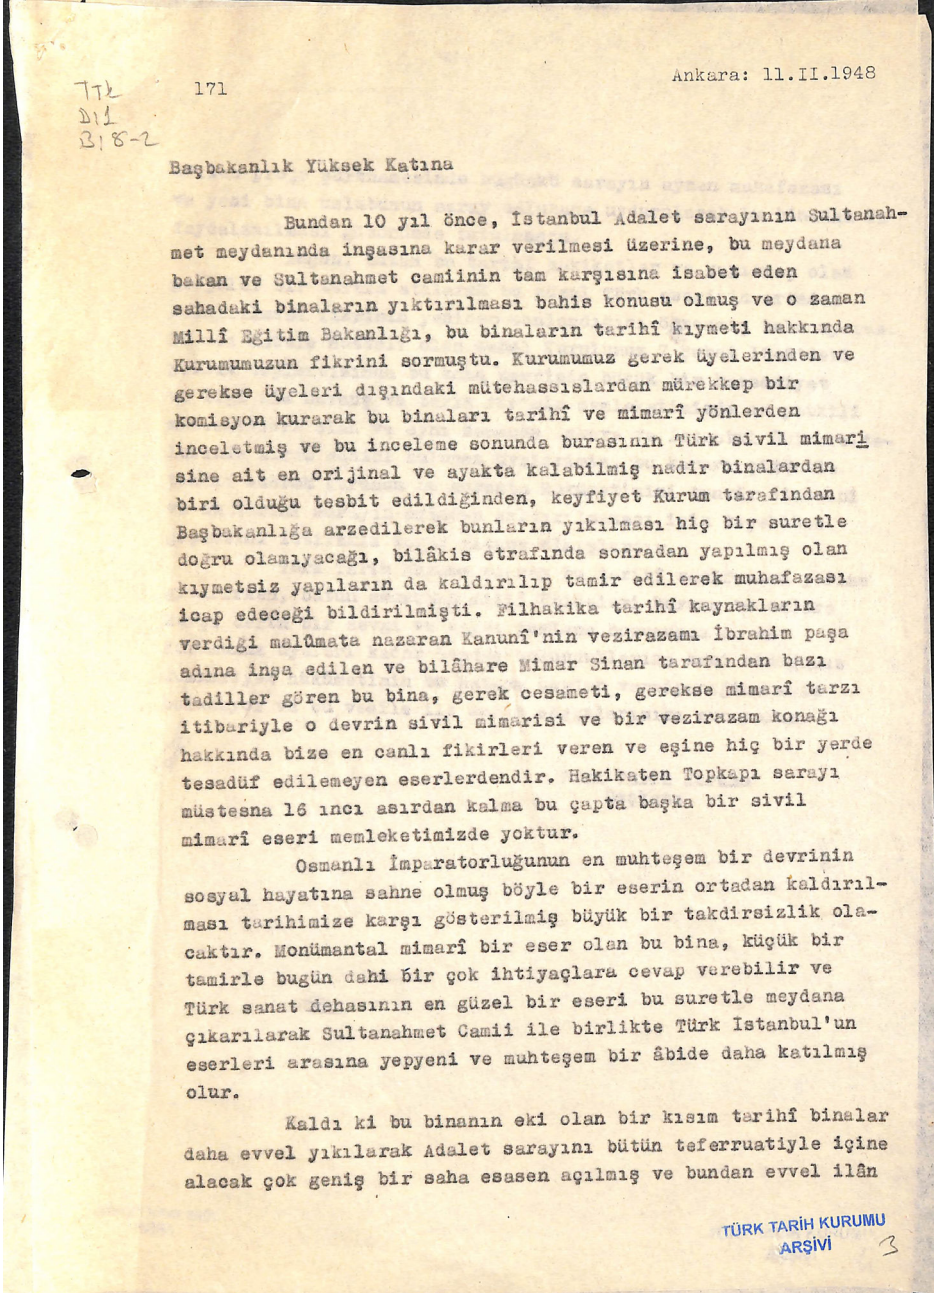 Ankara: 11.II.1948
171
TTk
D11
B18-2
Başbakanlık Yüksek Katına
Bundan 10 yıl önce, İstanbul Adalet sarayının Sultanah-
met meydanında inşasına karar verilmesi üzerine, bu meydana
bakan ve Sultanahmet camiinin tam karşısına isabet eden
sahadaki binaların yıktırılması bahis konusu olmuş ve o zaman
Millî Eğitim Bakanlığı, bu binaların tarihî kıymeti hakkında
Kurumumuzun fikrini sormuştu. Kurumumuz gerek üyelerinden ve
gerekse üyeleri dışındaki mütehassıslardan mürekkep bir
komisyon kurarak bu binaları tarihî ve mimarî yönlerden
inceletmiş ve bu inceleme sonunda burasının Türk sivil mimari
sine ait en orijinal ve ayakta kalabilmiş nadir binalardan
biri olduğu tesbit edildiğinden, keyfiyet Kurum tarafından
Başbakanlığa arzedilerek bunların yıkılması hiç bir suretle
doğru olamıyacağı, bilâkis etrafında sonradan yapılmış olan
kıymetsiz yapıların da kaldırılıp tamir edilerek muhafazası
icap edeceği bildirilmişti. Filhakika tarihî kaynakların
verdigi malûmata nazaran Kanunî'nin vezirazamı İbrahim paşa
adına inşa edilen ve bilâhare Mimar Sinan tarafından bazı
tadiller gören bu bina, gerek cesameti, gerekse mimarî tarzı
itibariyle o devrin sivil mimarisi ve bir vezirazam konağı
hakkında bize en canlı fikirleri veren ve eşine hiç bir yerde
tesadüf edilemeyen eserlerdendir. Hakikaten Topkapı sarayı
müstesna 16 ıncı asırdan kalma bu çapta başka bir sivil
mimarî eseri memleketimizde yoktur.
Osmanlı İmparatorluğunun en muhteşem bir devrinin
sosyal hayatına sahne olmuş böyle bir eserin ortadan kaldırıl-
ması tarihimize karşı gösterilmiş büyük bir takdirsizlik ola-
caktır. Monümantal mimarî bir eser olan bu bina, küçük bir
tamirle bugün dahi bir çok ihtiyaçlara cevap verebilir ve
Türk sanat dehasının en güzel bir eseri bu suretle meydana
çıkarılarak Sultanahmet Camii ile birlikte Türk İstanbul'un
eserleri arasına yepyeni ve muhteşem bir âbide daha katılmış
olur.
Kaldı ki bu binanın eki olan bir kısım tarihî binalar
daha evvel yıkılarak Adalet sarayını bütün teferruatiyle içine
alacak çok geniş bir saha esasen açılmış ve bundan evvel ilân
TÜRK TARİH KURUMU
ARŞİVİ
3